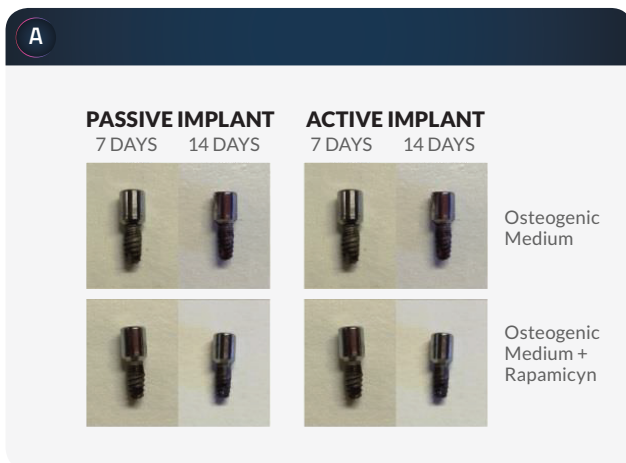 A
PASSIVE IMPLANT
7 DAYS 14 DAYS
ACTIVE IMPLANT
7 DAYS 14 DAYS
Osteogenic
Medium
Osteogenic
Medium +
Rapamicyn